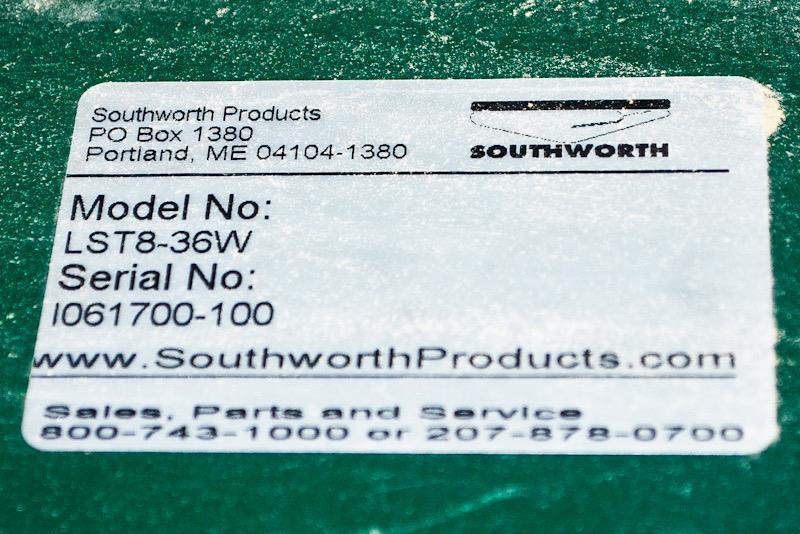 Southworth Products
PO Box 1380
Portland, ME 04104-1380
SOUTHWORTH
Model No:
LST8-36W
Serial No:
I061700-100
www.SouthworthProducts.com
Sales, Parts and Service
800-743-1000 or 207-878-0700